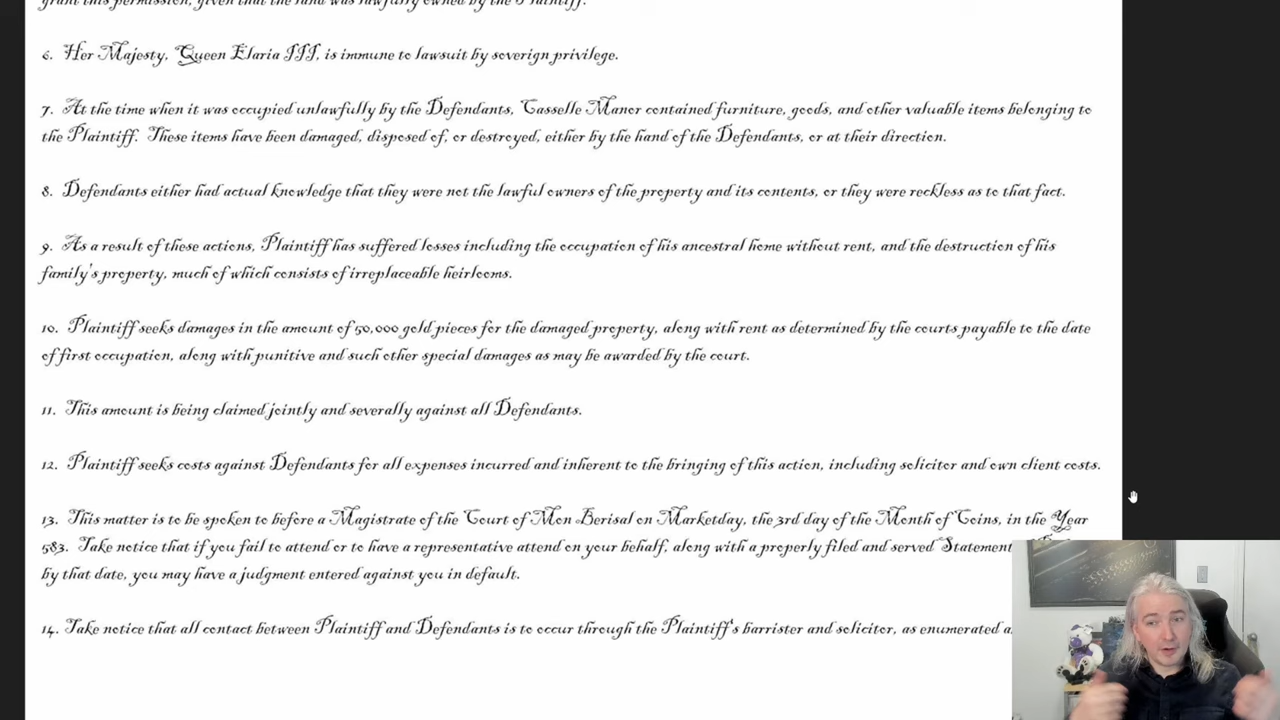 grant this permission, given that the land was lawfully owned by the Plaintiff.
6. Her Majesty, Queen Elaria III, is immune to lawsuit by soverign privilege.
7. At the time when it was occupied unlawfully by the Defendants, Casselle Manor contained furniture, goods, and other valuable items belonging to
the Plaintiff. These items have been damaged, disposed of, or destroyed, either by the hand of the Defendants, or at their direction.
8. Defendants either had actual knowledge that they were not the lawful owners of the property and its contents, or they were reckless as to that fact.
9. As a result of these actions, Plaintiff has suffered losses including the occupation of his ancestral home without rent, and the destruction of his
family's property, much of which consists of irreplaceable heirlooms.
10. Plaintiff seeks damages in the amount of 50,000 gold pieces for the damaged property, along with rent as determined by the courts payable to the date
of first occupation, along with punitive and such other special damages as may be awarded by the court.
11. This amount is being claimed jointly and severally against all Defendants.
12. Plaintiff seeks costs against Defendants for all expenses incurred and inherent to the bringing of this action, including solicitor and own client costs.
13. This matter is to be spoken to before a Magistrate of the Court of Mon Berisal on Marketday, the 3rd day of the Month of Coins, in the Year
583. Take notice that if you fail to attend or to have a representative attend on your behalf, along with a properly filed and served Statement
by that date, you may have a judgment entered against you in default.
14. Take notice that all contact between Plaintiff and Defendants is to occur through the Plaintiff's barrister and solicitor, as enumerated